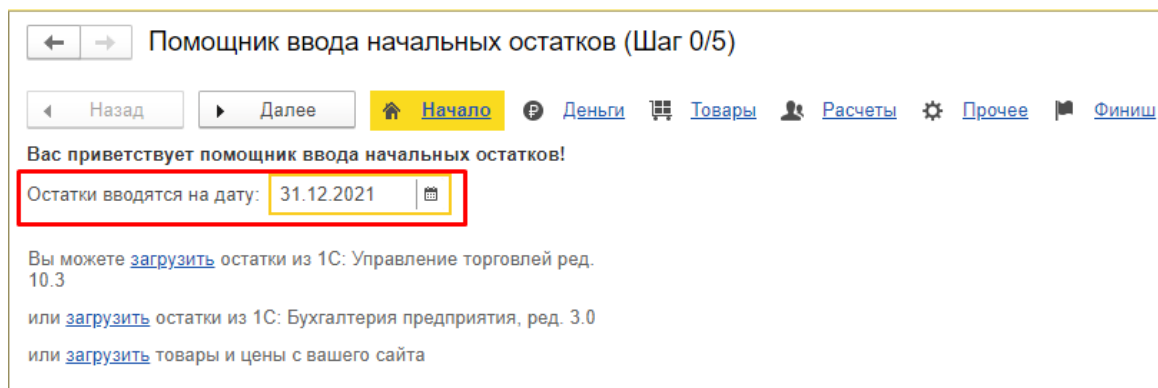 Помощник ввода начальных остатков (Шаг 0/5)
Назад Далее Начало Деньги Товары Расчеты Прочее Финиш
Вас приветствует помощник ввода начальных остатков!
Остатки вводятся на дату: 31.12.2021
Вы можете загрузить остатки из 1С: Управление торговлей ред.
10.3
или загрузить остатки из 1С: Бухгалтерия предприятия, ред. 3.0
или загрузить товары и цены с вашего сайта